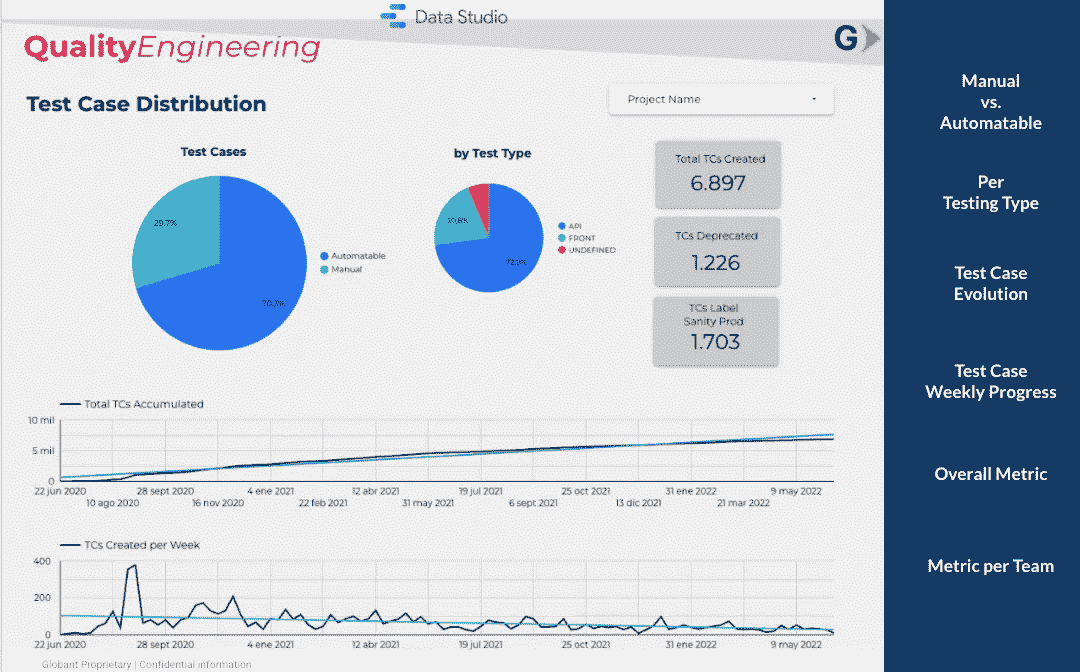 Data Studio
QualityEngineering
G
Test Case Distribution
Project Name
Test Cases
29.7%
70.3%
Automatable
Manual
by Test Type
20.8%
API
FRONT
UNDEFINED
Total TCs Created
6.897
TCs Deprecated
1.226
TCs Label
Sanity Prod
1.703
Total TCs Accumulated
10 mil
5 mil
0
22 jun 2020
10 ago 2020
28 sept 2020
16 nov 2020
4 ene 2021
22 feb 2021
12 abr 2021
31 may 2021
19 jul 2021
6 sept 2021
25 oct 2021
13 dic 2021
31 ene 2022
21 mar 2022
9 may 2022
TCs Created per Week
400
200
0
22 jun 2020
28 sept 2020
4 ene 2021
12 abr 2021
19 jul 2021
25 oct 2021
31 ene 2022
9 may 2022
Globant Proprietary | Confidential information
Manual
vs.
Automatable
Per
Testing Type
Test Case
Evolution
Test Case
Weekly Progress
Overall Metric
Metric per Team